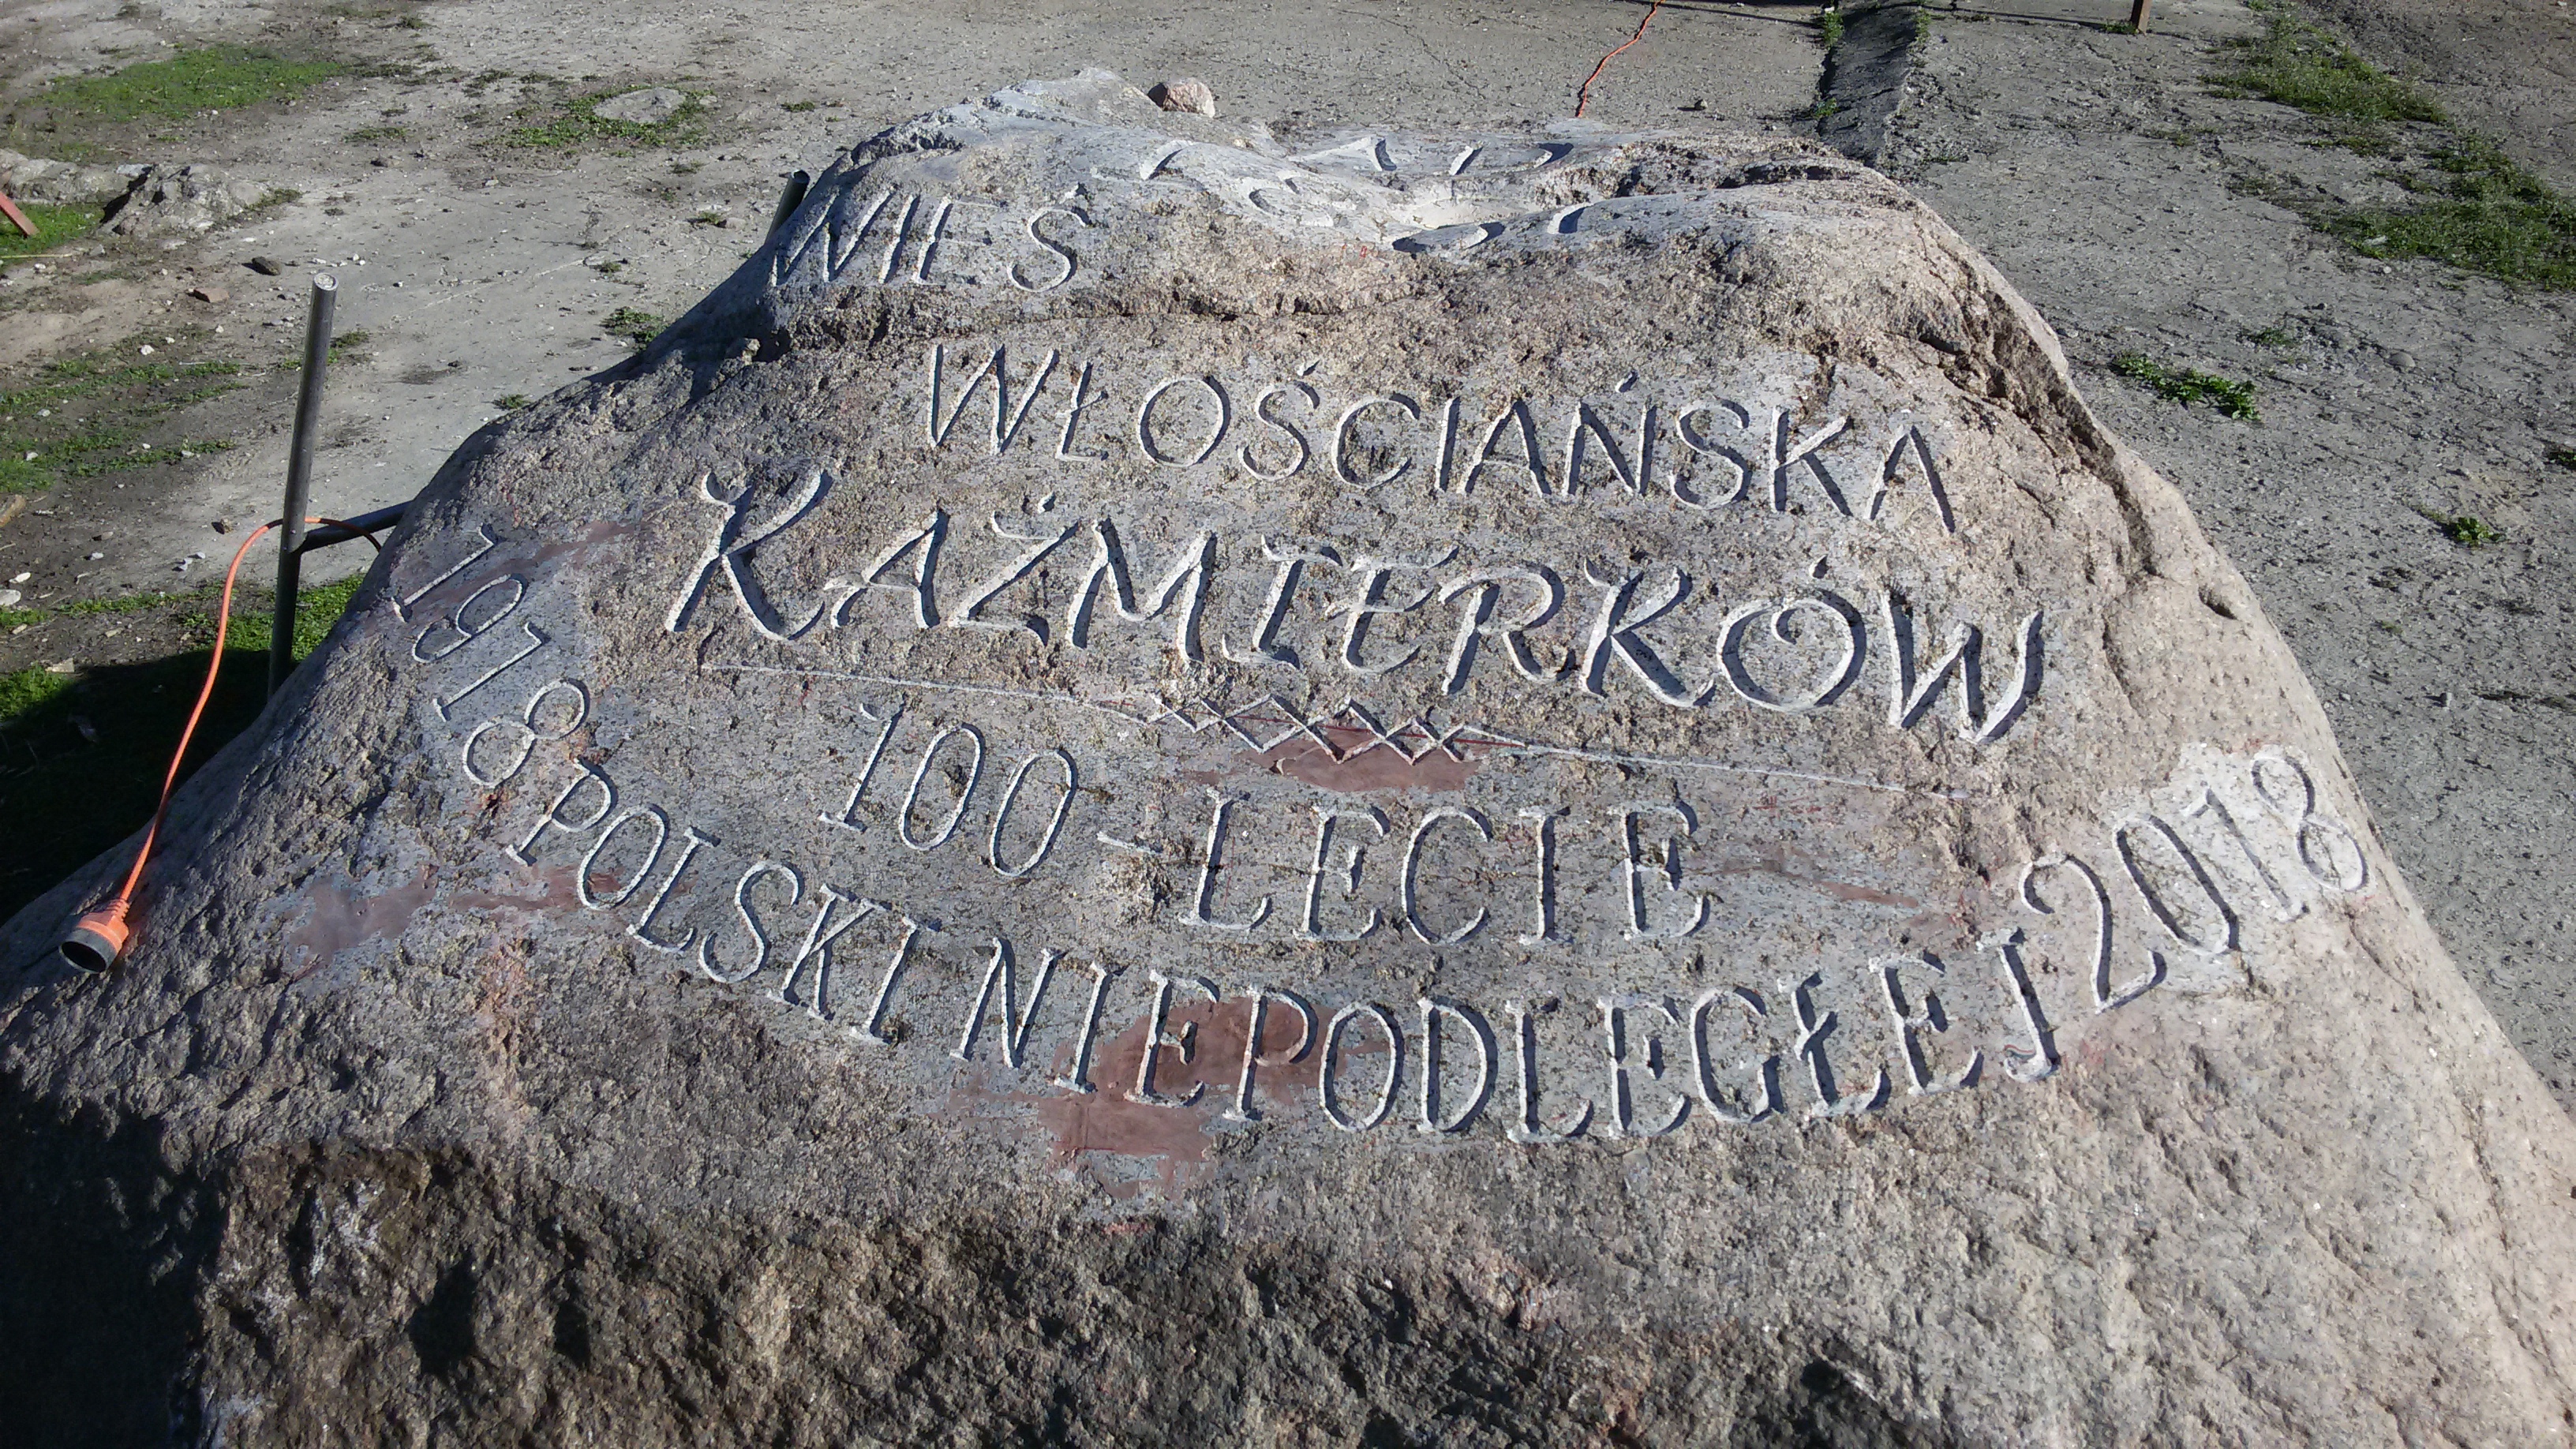 WIEŚ
WŁOŚCIAŃSKA
KAŹMIERKÓW
100-LECIE
1918 POLSKI NIEPODLEGŁEJ 2018